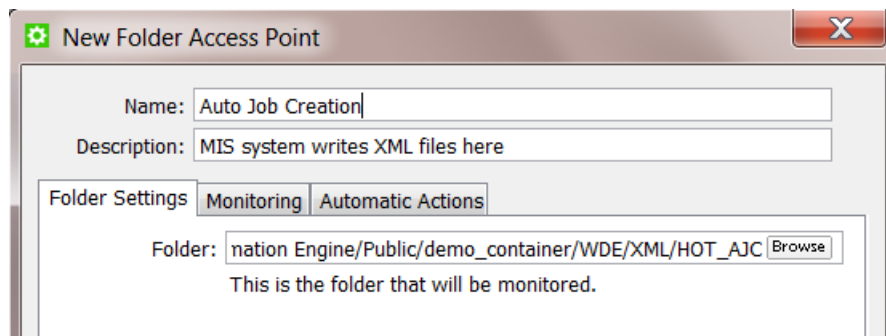 New Folder Access Point
Name: Auto Job Creation
Description: MIS system writes XML files here
Folder Settings Monitoring Automatic Actions
Folder: mation Engine/Public/demo_container/WDE/XML/HOT_AJC Browse
This is the folder that will be monitored.